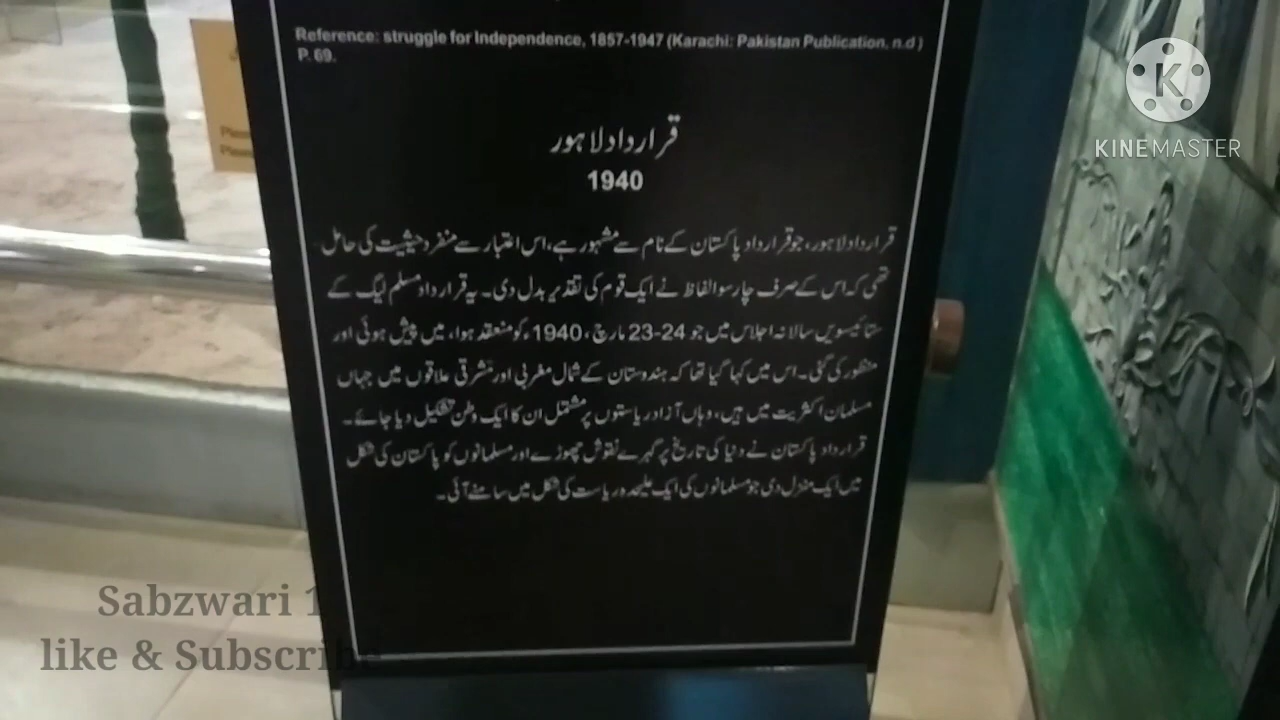 Reference: struggle for Independence, 1857-1947 (Karachi: Pakistan Publication, n.d)
P. 69.
قرارداد لاہور
1940
قرارداد لاہور، جو قرارداد پاکستان کے نام سے مشہور ہے، اس اعتبار سے منفرد حیثیت کی حامل
تھی کہ اس کے صرف چار سو الفاظ نے ایک قوم کی تقدیر بدل دی۔ یہ قرارداد مسلم لیگ کے
ستائیسویں سالانہ اجلاس میں جو 24-23 مارچ، 1940ء کو منعقد ہوا، میں پیش ہوئی اور
منظور کی گئی۔ اس میں کہا گیا تھا کہ ہندوستان کے شمال مغربی اور مشرقی علاقوں میں جہاں
مسلمان اکثریت میں ہیں، وہاں آزاد ریاستوں پر مشتمل ان کا ایک وطن تشکیل دیا جائے۔
قرارداد پاکستان نے دنیا کی تاریخ پر گہرے نقوش چھوڑے اور مسلمانوں کو پاکستان کی شکل
میں ایک منزل دی جو مسلمانوں کی ایک علیحدہ ریاست کی شکل میں سامنے آئی۔
Please
Please
K
KINEMASTER
Sabzwari 1
like & Subscribe